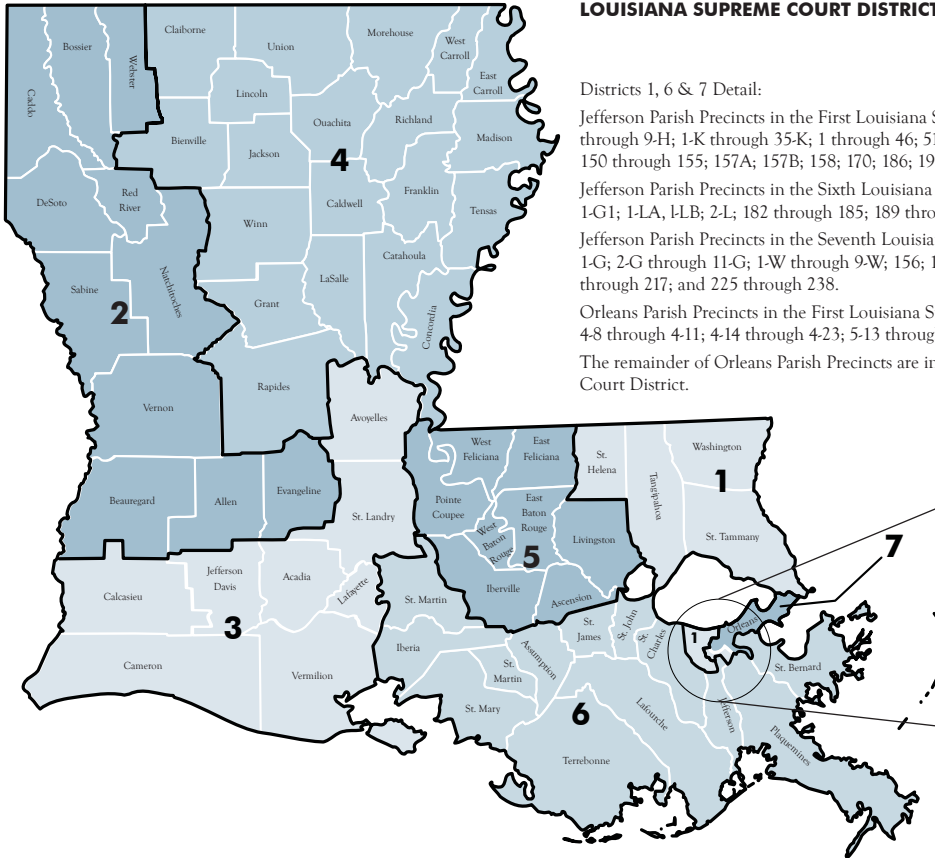 LOUISIANA SUPREME COURT DISTRICT
Districts 1, 6 & 7 Detail:
Jefferson Parish Precincts in the First Louisiana S
through 9-H; 1-K through 35-K; 1 through 46; 51
150 through 155; 157A; 157B; 158; 170; 186; 19
Jefferson Parish Precincts in the Sixth Louisiana
1-G1; 1-LA, l-LB; 2-L; 182 through 185; 189 thro
Jefferson Parish Precincts in the Seventh Louisia
1-G; 2-G through 11-G; 1-W through 9-W; 156; 1
through 217; and 225 through 238.
Orleans Parish Precincts in the First Louisiana S
4-8 through 4-11; 4-14 through 4-23; 5-13 throug
The remainder of Orleans Parish Precincts are in
Court District.
Caddo
Bossier
Webster
Claiborne
Union
Morehouse
West
Carroll
East
Carroll
Lincoln
Ouachita
Richland
Madison
Bienville
Jackson
4
DeSoto
Red
River
Winn
Caldwell
Franklin
Tensas
Sabine
2
Natchitoches
Grant
LaSalle
Catahoula
Concordia
Vernon
Rapides
Avoyelles
Beauregard
Allen
Evangeline
St. Landry
West
Feliciana
East
Feliciana
St.
Helena
Tangipahoa
Washington
1
St. Tammany
Pointe
Coupee
West
Baton
Rouge
East
Baton
Rouge
5
Livingston
Iberville
Ascension
7
Calcasieu
Jefferson
Davis
Acadia
Lafayette
3
Cameron
Vermilion
St. Martin
Iberia
St.
Martin
St. Mary
Assumption
St.
James
St. John
St.
Charles
1
Orleans
St. Bernard
6
Lafourche
Jefferson
Plaquemines
Terrebonne